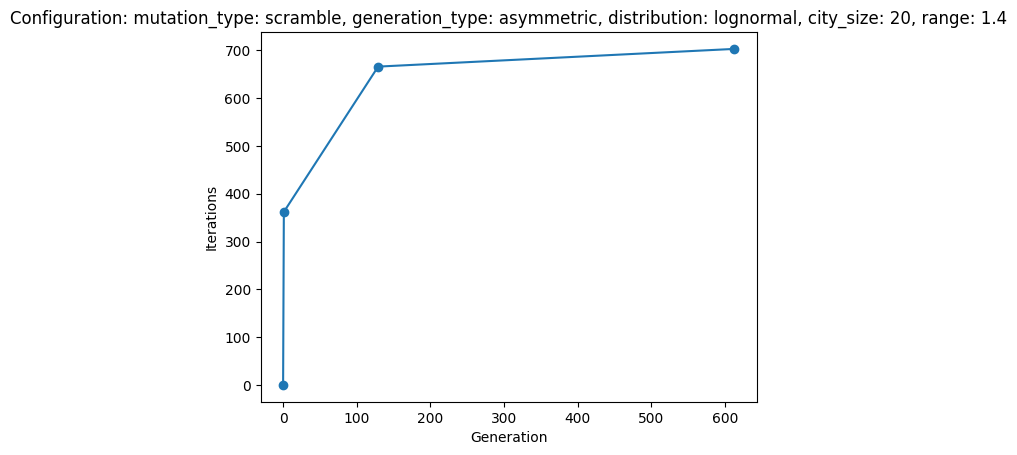 Configuration: mutation_type: scramble, generation_type: asymmetric, distribution: lognormal, city_size: 20, range: 1.4
700
600
500
400
300
200
100
0
Iterations
0 100 200 300 400 500 600
Generation